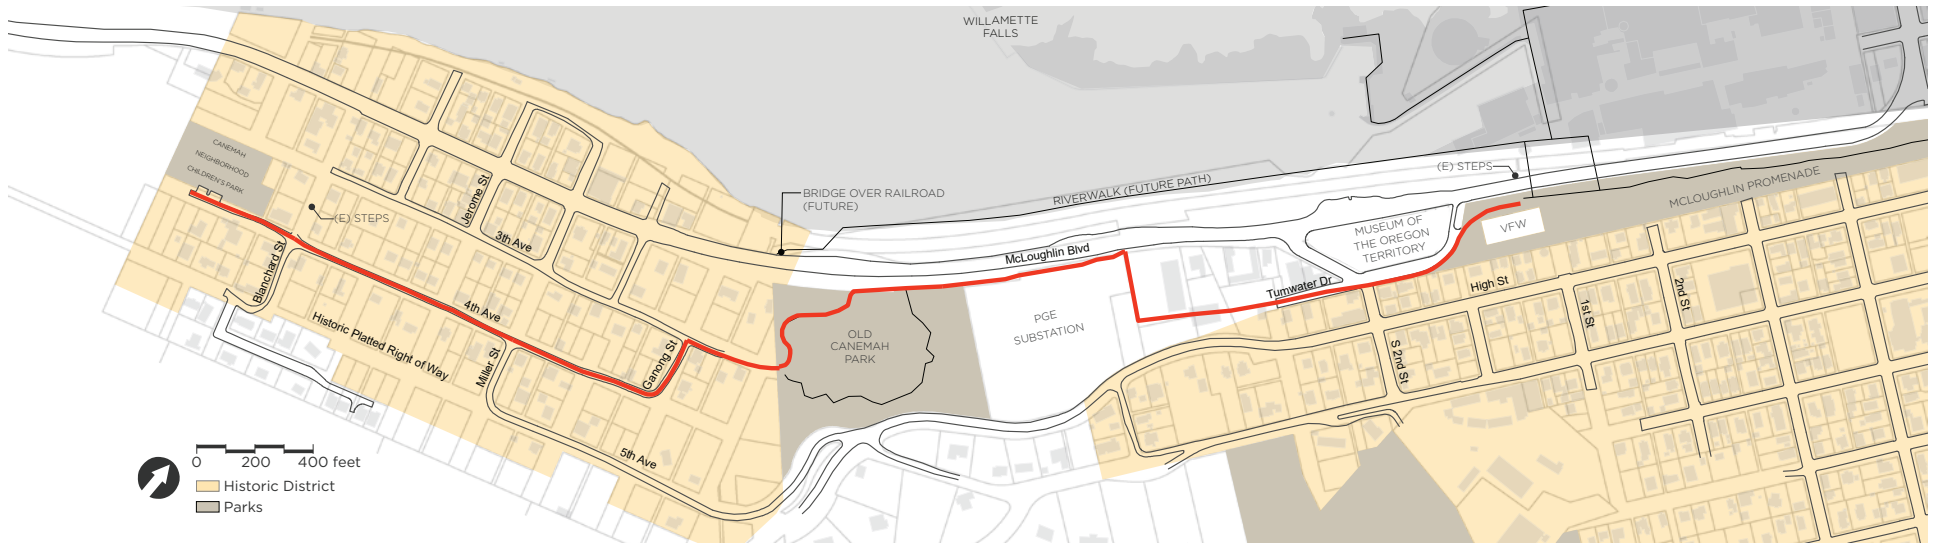 WILLAMETTE
FALLS
CANEMAH
NEIGHBORHOOD
CHILDREN'S PARK
(E) STEPS
Jerome St
3th Ave
BRIDGE OVER RAILROAD
(FUTURE)
RIVERWALK (FUTURE PATH)
(E) STEPS
MCLOUGHLIN PROMENADE
VFW
MUSEUM OF
THE OREGON
TERRITORY
McLoughlin Blvd
Tumwater Dr
High St
1st St
2nd St
S 2nd St
Blanchard St
4th Ave
Historic Platted Right of Way
Miller St
Ganong St
5th Ave
OLD
CANEMAH
PARK
PGE
SUBSTATION
0 200 400 feet
Historic District
Parks